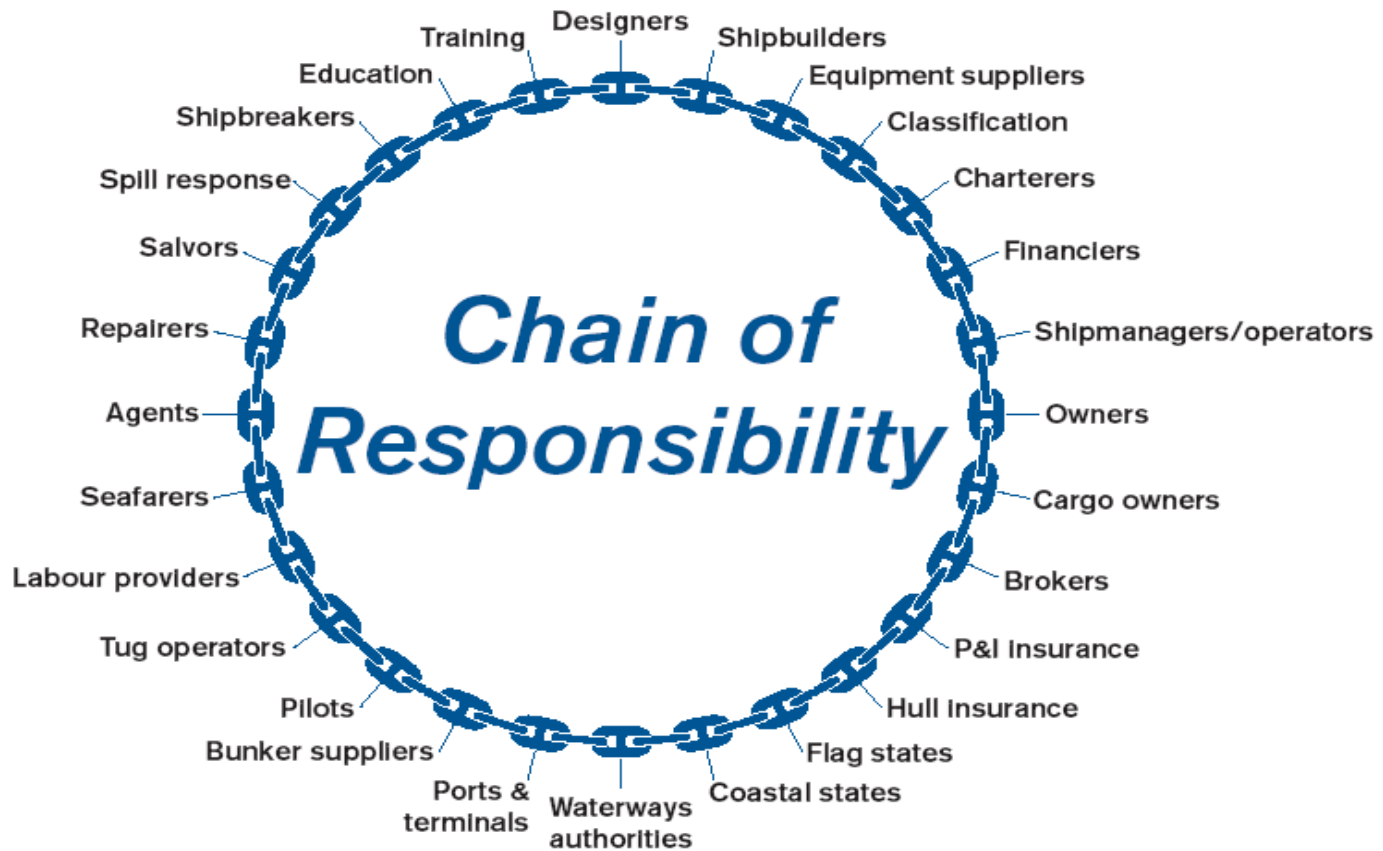 Designers
Shipbuilders
Equipment suppliers
Classification
Charterers
Financiers
Shipmanagers/operators
Owners
Cargo owners
Brokers
P&I insurance
Hull insurance
Flag states
Coastal states
Waterways
authorities
Ports &
terminals
Bunker suppliers
Pilots
Tug operators
Labour providers
Seafarers
Agents
Repairers
Salvors
Spill response
Shipbreakers
Education
Training
Chain of
Responsibility